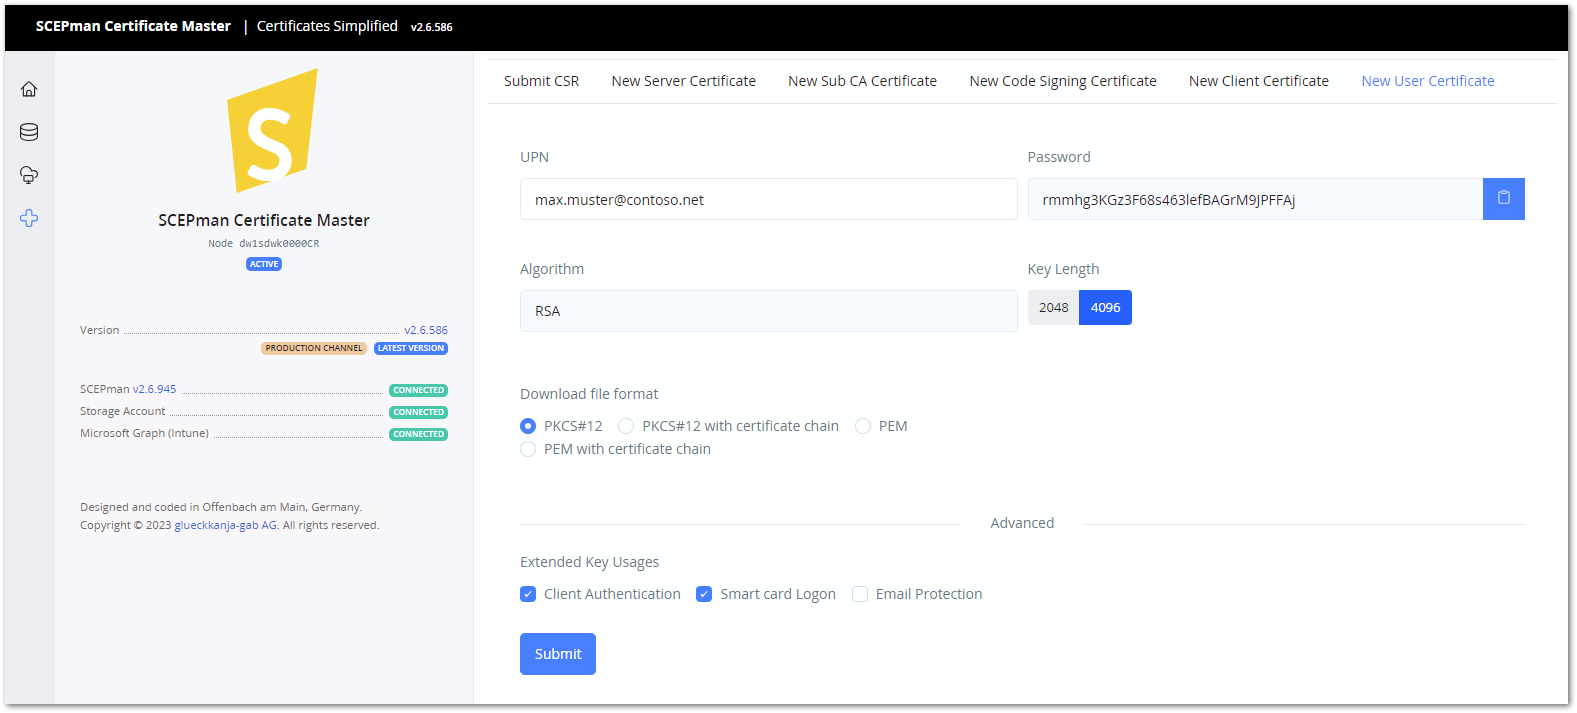 SCEPman Certificate Master | Certificates Simplified v2.6.586
S
SCEPman Certificate Master
Node dw1sdwk0000CR
ACTIVE
Version v2.6.586
PRODUCTION CHANNEL LATEST VERSION
SCEPman v2.6.945 CONNECTED
Storage Account CONNECTED
Microsoft Graph (Intune) CONNECTED
Designed and coded in Offenbach am Main, Germany.
Copyright © 2023 glueckkanja-gab AG. All rights reserved.
Submit CSR New Server Certificate New Sub CA Certificate New Code Signing Certificate New Client Certificate New User Certificate
UPN Password
max.muster@contoso.net rmmhg3KGz3F68s463lefBAGrM9JPFFAj
Algorithm Key Length
RSA 2048 4096
Download file format
PKCS#12 PKCS#12 with certificate chain PEM
PEM with certificate chain
Advanced
Extended Key Usages
Client Authentication Smart card Logon Email Protection
Submit